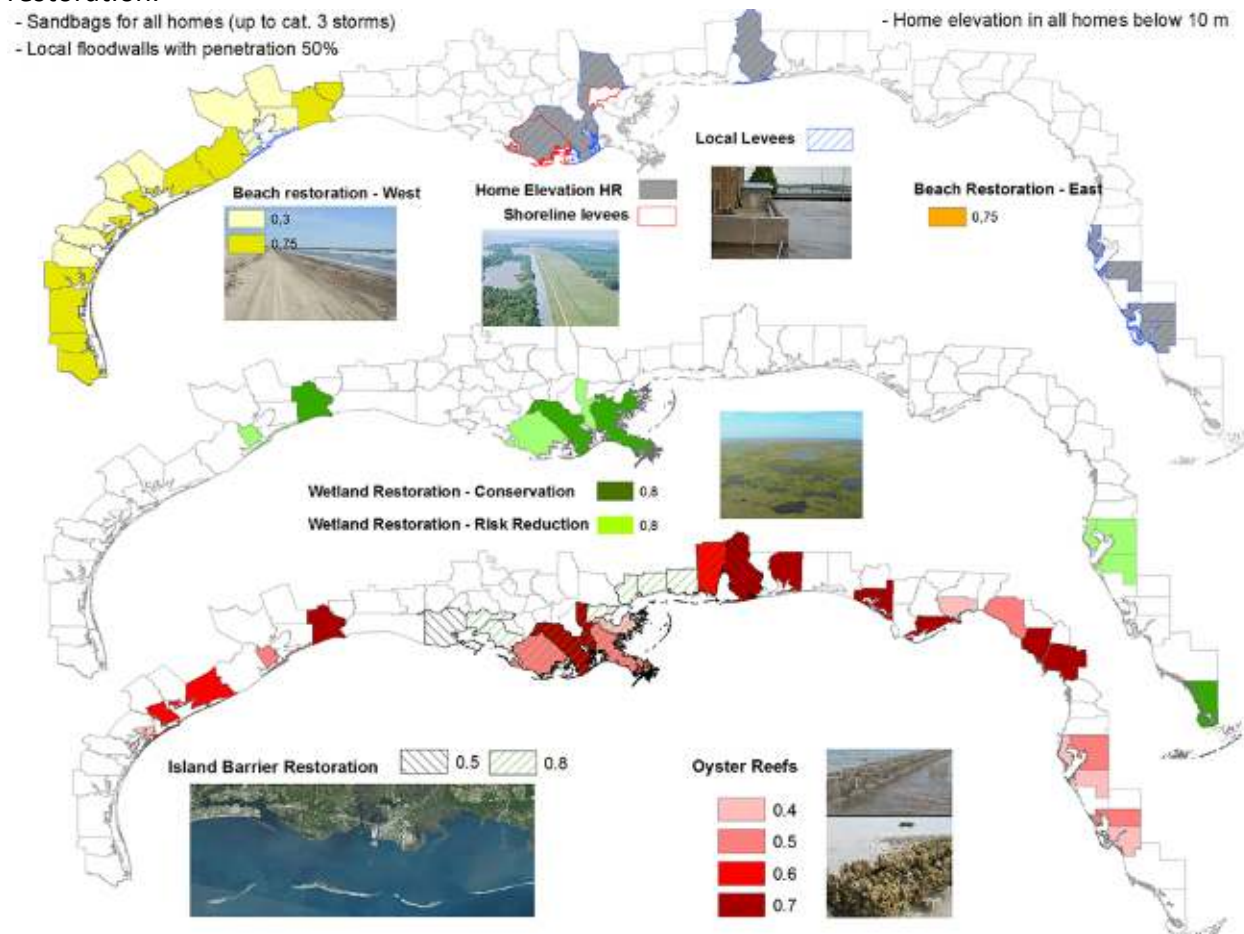 restoration.
- Sandbags for all homes (up to cat. 3 storms)
- Local floodwalls with penetration 50%
- Home elevation in all homes below 10 m
Local Levees
Beach restoration - West
0,3
0,75
Home Elevation HR
Shoreline levees
Beach Restoration - East
0,75
Wetland Restoration - Conservation
0,8
Wetland Restoration - Risk Reduction
0,8
Island Barrier Restoration
0.5
0.8
Oyster Reefs
0.4
0.5
0.6
0.7